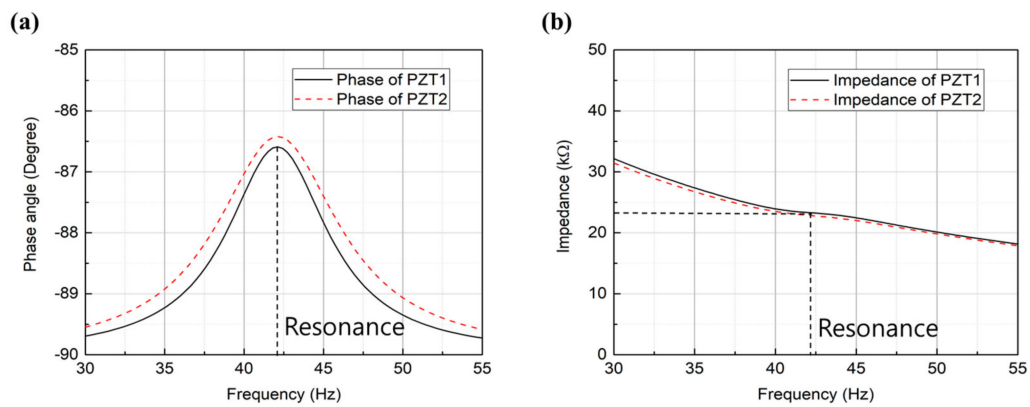 (a)
-85
-86
-87
-88
-89
-90
Phase angle (Degree)
Phase of PZT1
Phase of PZT2
Resonance
30 35 40 45 50 55
Frequency (Hz)
(b)
50
40
30
20
10
0
Impedance (kΩ)
Impedance of PZT1
Impedance of PZT2
Resonance
30 35 40 45 50 55
Frequency (Hz)